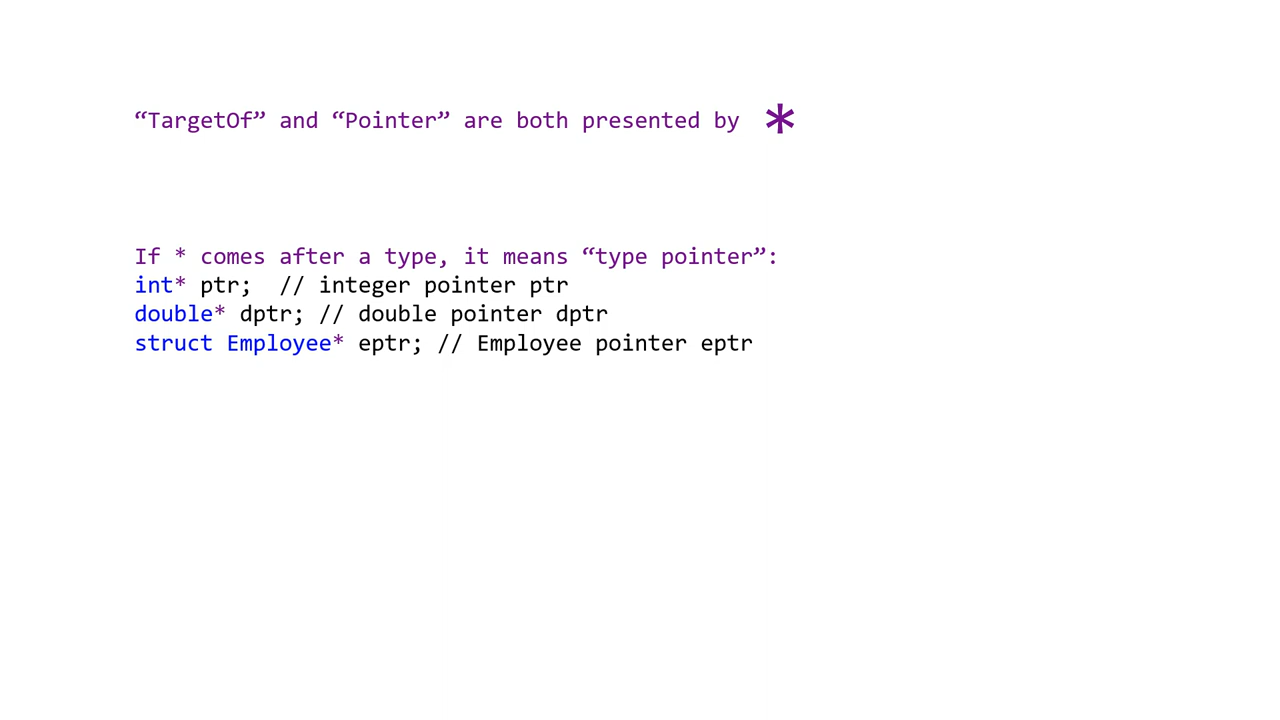 “TargetOf” and “Pointer” are both presented by *
If * comes after a type, it means “type pointer”:
int* ptr;  // integer pointer ptr
double* dptr; // double pointer dptr
struct Employee* eptr; // Employee pointer eptr